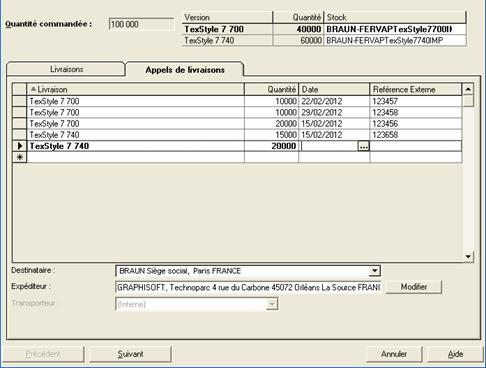 Quantité commandée : 100 000
Version Quantité Stock
TexStyle 7 700 40000 BRAUN-FERVAPTexStyle7700IM
TexStyle 7 740 60000 BRAUN-FERVAPTexStyle7740IMP
Livraisons Appels de livraisons
Livraison Quantité Date Reférence Externe
TexStyle 7 700 10000 22/02/2012 123457
TexStyle 7 700 10000 29/02/2012 123458
TexStyle 7 700 20000 15/02/2012 123456
TexStyle 7 740 15000 15/02/2012 123658
TexStyle 7 740 20000 ...
Destinataire : BRAUN Siège social, Paris FRANCE
Expéditeur : GRAPHISOFT, Technoparc 4 rue du Carbone 45072 Orléans La Source FRAN Modifier
Transporteur : (Interne)
Précédent Suivant Annuler Aide